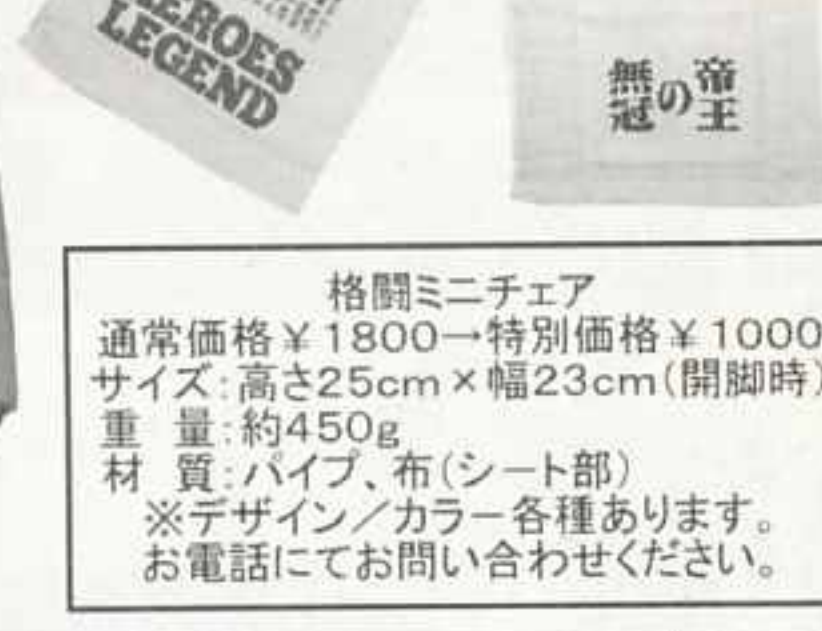 HEROES
LEGEND
無冠の帝王
格闘ミニチェア
通常価格￥1800→特別価格￥1000
サイズ:高さ25cm×幅23cm(開脚時)
重 量:約450g
材 質:パイプ、布(シート部)
※デザイン／カラー各種あります。
お電話にてお問い合わせください。